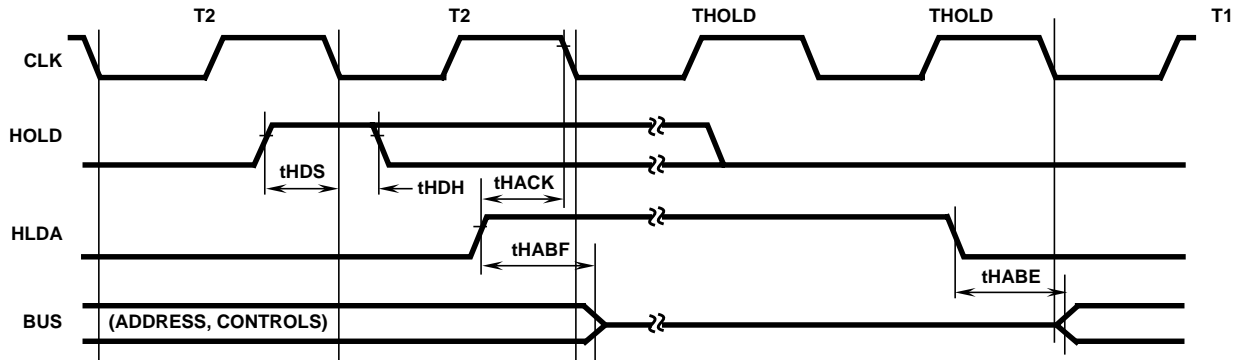 T2 T2 THOLD THOLD T1
CLK
HOLD
tHDS tHDH tHACK
HLDA
tHABF
tHABE
BUS (ADDRESS, CONTROLS)